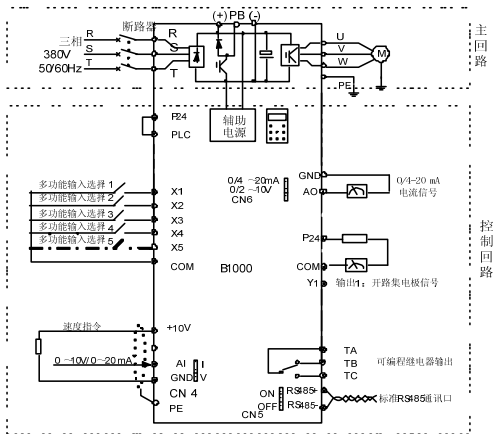 断路器
(+) PB (-)
三相
380V
50/60Hz
R
S
T
R
S
T
U
V
W
M
PE
主回路
P24
PLC
辅助电源
0/4 ~20mA
0/2 ~10V
CN6
GND
AO
0/4~20 mA
电流信号
多功能输入选择 1
多功能输入选择 2
多功能输入选择 3
多功能输入选择 4
多功能输入选择 5
X1
X2
X3
X4
X5
COM
B1000
P24
COM
Y1
输出1:开路集电极信号
控制回路
速度指令
+10V
0 ~10V/0 ~20mA
AI
I
GND
V
CN 4
PE
TA
TB
TC
可编程继电器输出
ON
OFF
CN5
RS485+
RS485-
标准RS485通讯口